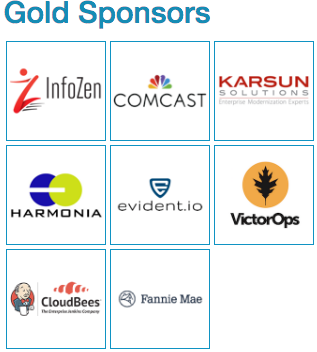 Gold Sponsors
InfoZen
COMCAST
KARSUN
SOLUTIONS
Enterprise Modernization Experts
HARMONIA
evident.io
VictorOps
CloudBees
The Enterprise Jenkins Company
Fannie Mae